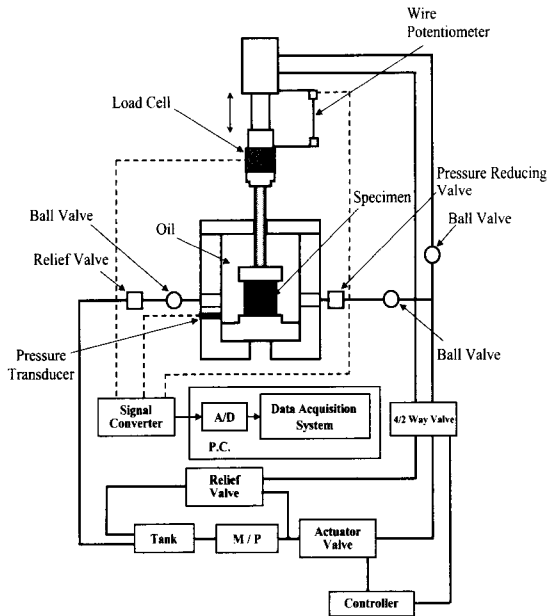 Wire
Potentiometer
Load Cell
Pressure Reducing
Valve
Specimen
Ball Valve
Oil
Ball Valve
Relief Valve
Pressure
Transducer
Ball Valve
Signal
Converter
A/D
Data Acquisition
System
P.C.
4/2 Way Valve
Relief
Valve
Tank
M / P
Actuator
Valve
Controller